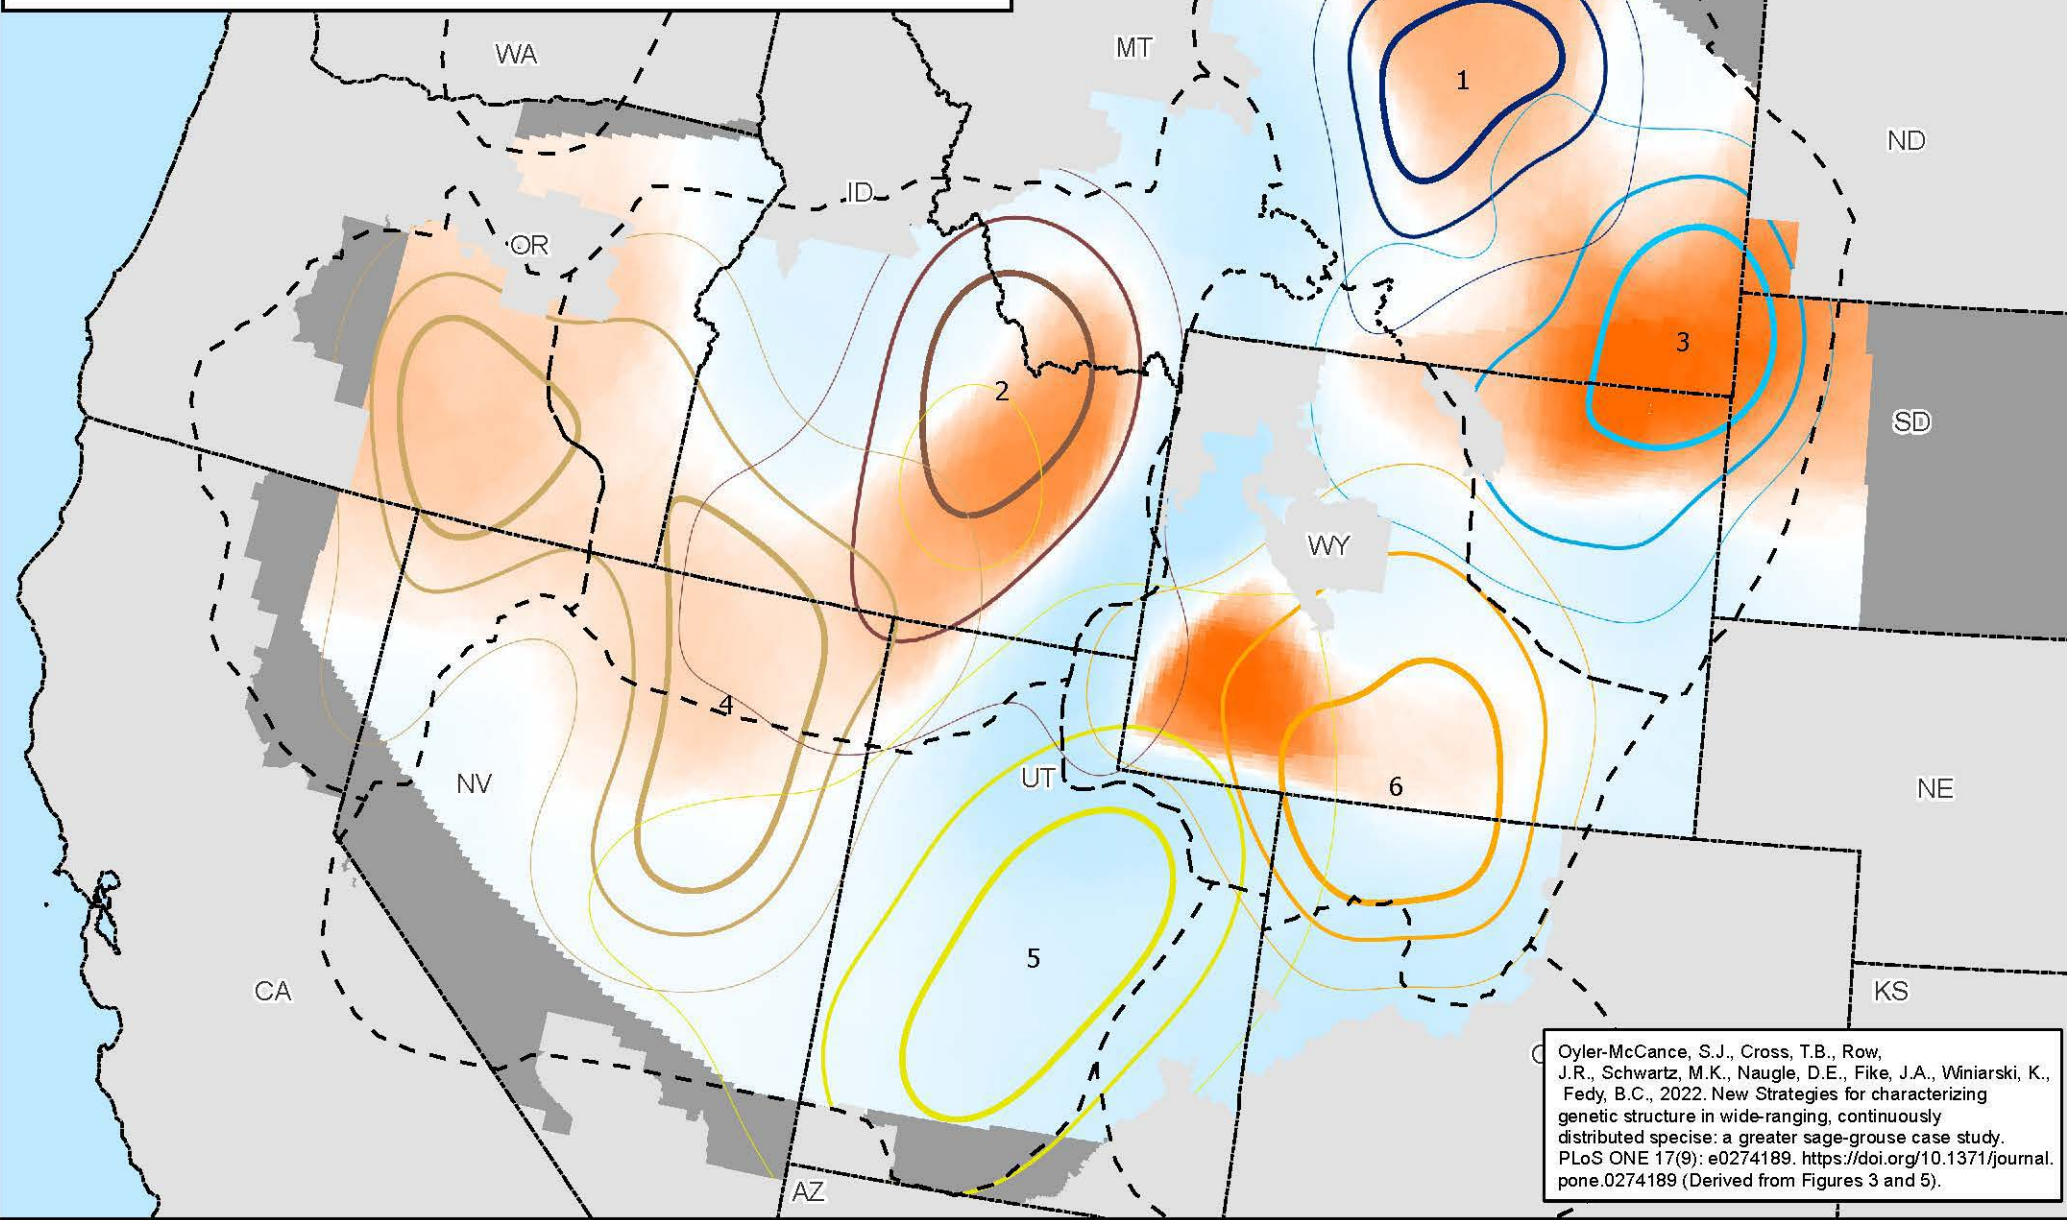 WA
MT
1
ND
ID
OR
2
3
SD
WY
4
NV
UT
6
NE
5
CA
KS
AZ
Oyler-McCance, S.J., Cross, T.B., Row,
J.R., Schwartz, M.K., Naugle, D.E., Fike, J.A., Winiarski, K.,
Fedy, B.C., 2022. New Strategies for characterizing
genetic structure in wide-ranging, continuously
distributed specise: a greater sage-grouse case study.
PLoS ONE 17(9): e0274189. https://doi.org/10.1371/journal.
pone.0274189 (Derived from Figures 3 and 5).